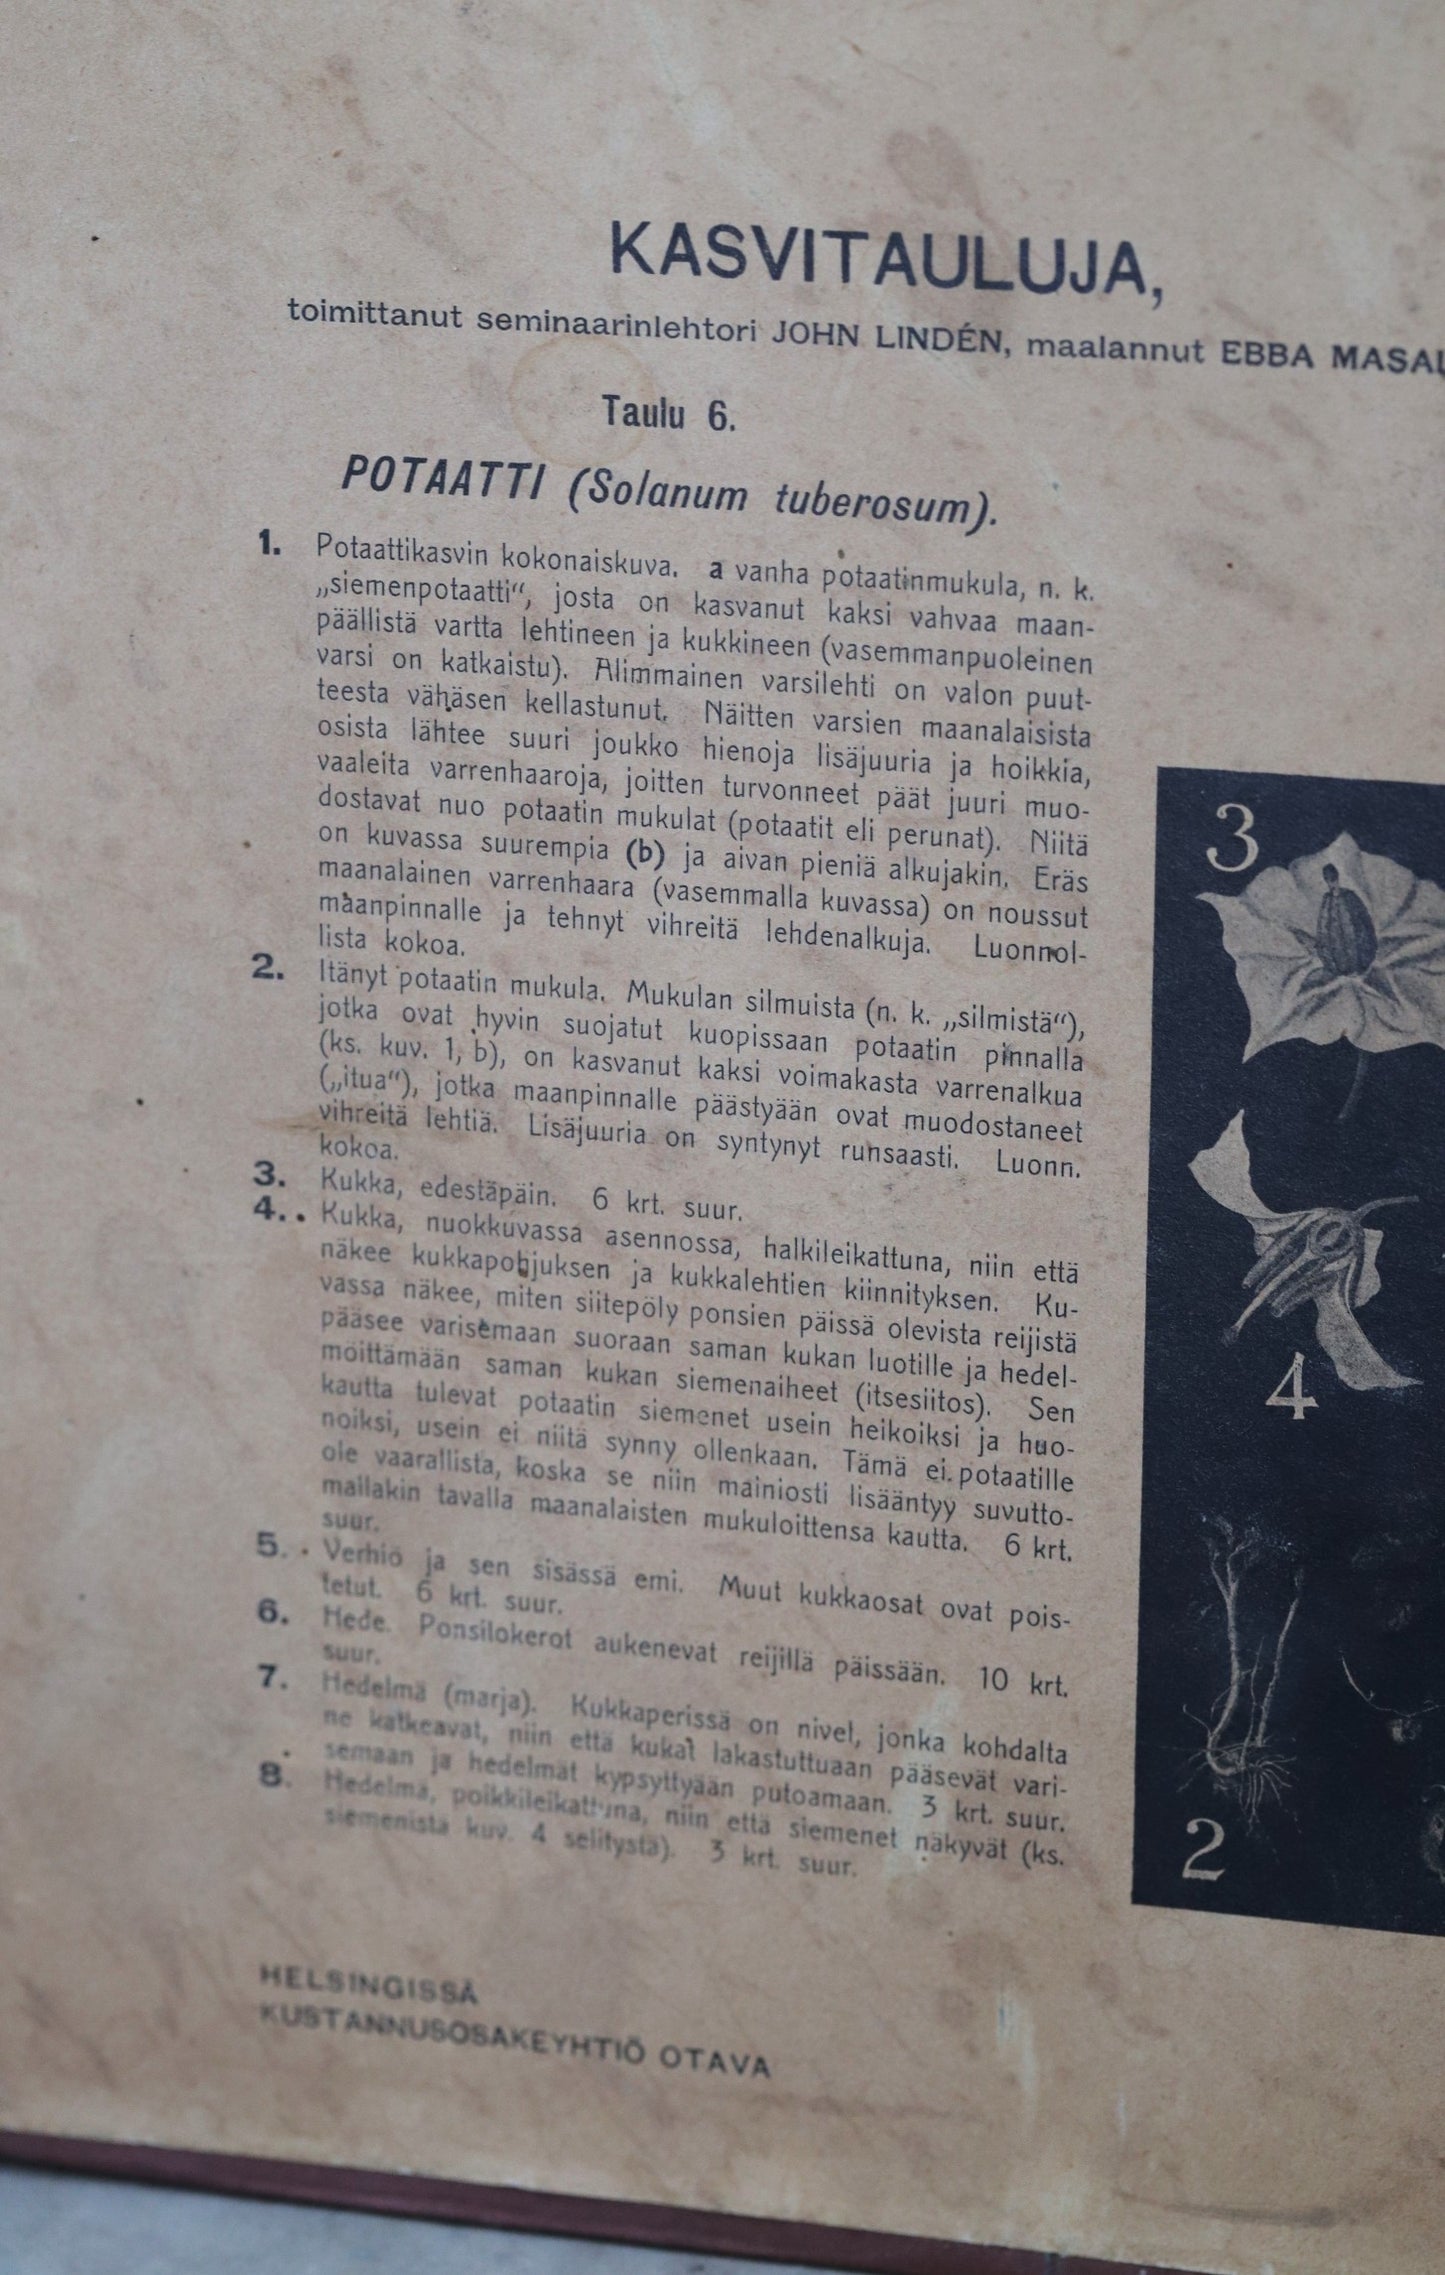 KASVITAULUJA,
toimittanut seminaarinlehtori JOHN LINDÉN, maalannut EBBA MASAL
Taulu 6.
POTAATTI (Solanum tuberosum).
1. Potaattikasvin kokonaiskuva. a vanha potaatinmukula, n. k.
„siemenpotaatti“, josta on kasvanut kaksi vahvaa maan-
päällistä vartta lehtineen ja kukkineen (vasemmanpuoleinen
varsi on katkaistu). Alimmainen varsilehti on valon puut-
teesta vähäsen kellastunut. Näitten varsien maanalaisista
osista lähtee suuri joukko hienoja lisäjuuria ja hoikkia,
vaaleita varrenhaaroja, joitten turvonneet päät juuri muo-
dostavat nuo potaatin mukulat (potaatit eli perunat). Niitä
on kuvassa suurempia (b) ja aivan pieniä alkujakin. Eräs
maanalainen varrenhaara (vasemmalla kuvassa) on noussut
maanpinnalle ja tehnyt vihreitä lehdenalkuja. Luonnol-
lista kokoa.
2. Itänyt potaatin mukula. Mukulan silmuista (n. k. „silmistä“),
jotka ovat hyvin suojatut kuopissaan potaatin pinnalla
(ks. kuv. 1, b), on kasvanut kaksi voimakasta varrenalkua
(„itua“), jotka maanpinnalle päästyään ovat muodostaneet
vihreitä lehtiä. Lisäjuuria on syntynyt runsaasti. Luonn.
kokoa.
3. Kukka, edestäpäin. 6 krt. suur.
4. Kukka, nuokkuvassa asennossa, halkileikattuna, niin että
näkee kukkapohjuksen ja kukkalehtien kiinnityksen. Ku-
vassa näkee, miten siitepöly ponsien päissä olevista reijistä
pääsee varisemaan suoraan saman kukan luotille ja hedel-
möittämään saman kukan siemenaiheet (itsesiitos). Sen
kautta tulevat potaatin siemenet usein heikoiksi ja huo-
noiksi, usein ei niitä synny ollenkaan. Tämä ei potaatille
ole vaarallista, koska se niin mainiosti lisääntyy suvutto-
mallakin tavalla maanalaisten mukuloittensa kautta. 6 krt.
suur.
5. Verhiö ja sen sisässä emi. Muut kukkaosat ovat pois-
tetut. 6 krt. suur.
6. Hede. Ponsilokerot aukenevat reijillä päissään. 10 krt.
suur.
7. Hedelmä (marja). Kukkaperissä on nivel, jonka kohdalta
ne katkeavat, niin että kukat lakastuttuaan pääsevät vari-
semaan ja hedelmät kypsyttyään putoamaan. 3 krt. suur.
8. Hedelmä, poikkileikattuna, niin että siemenet näkyvät (ks.
siemenistä kuv. 4 selitystä). 3 krt. suur.
HELSINGISSÄ
KUSTANNUSOSAKEYHTIÖ OTAVA
3
4
2